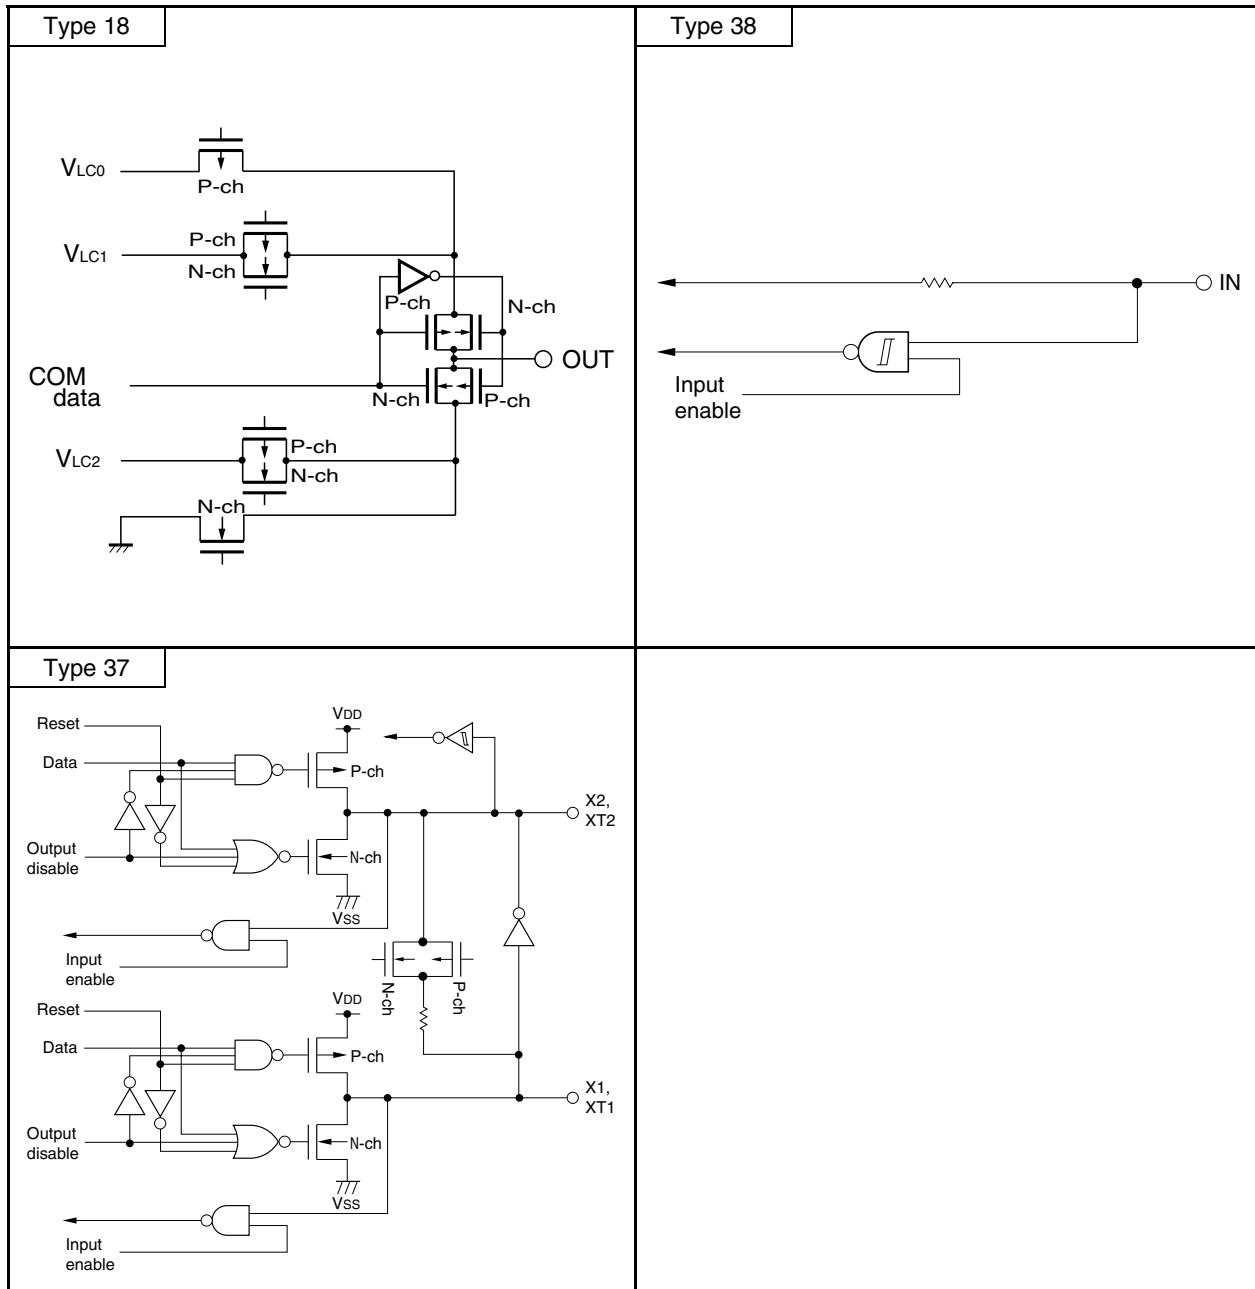 Type 18
VLC0
P-ch
VLC1
P-ch
N-ch
P-ch
N-ch
OUT
COM
data
N-ch
P-ch
VLC2
P-ch
N-ch
N-ch
Type 38
IN
Input
enable
Type 37
Reset
Data
Output
disable
VDD
P-ch
N-ch
VSS
Input
enable
X2,
XT2
N-ch
P-ch
Reset
Data
Output
disable
VDD
P-ch
N-ch
VSS
Input
enable
X1,
XT1